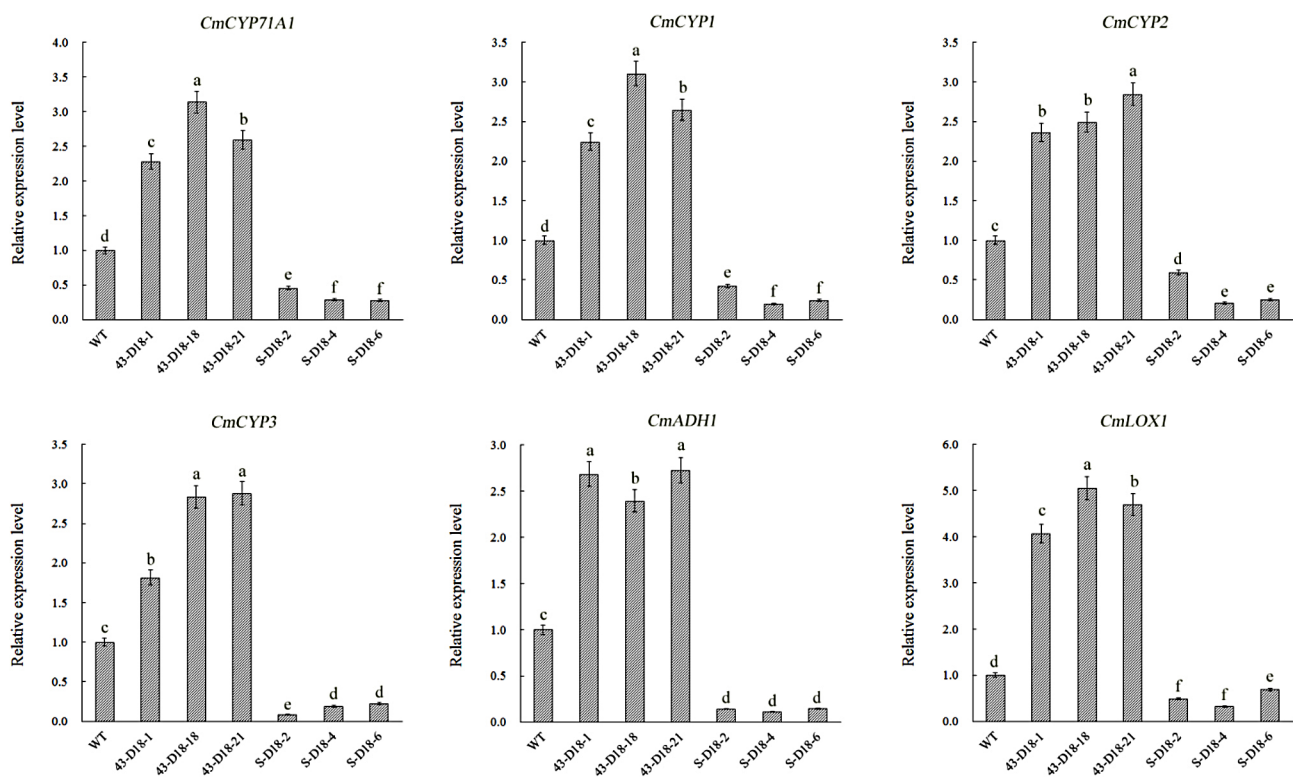 CmCYP71A1
Relative expression level
4.0
3.5
3.0
2.5
2.0
1.5
1.0
0.5
0.0
d
c
a
b
e
f
f
WT
43-D18-1
43-D18-18
43-D18-21
S-D18-2
S-D18-4
S-D18-6
CmCYP1
Relative expression level
3.5
3.0
2.5
2.0
1.5
1.0
0.5
0.0
d
c
a
b
e
f
f
WT
43-D18-1
43-D18-18
43-D18-21
S-D18-2
S-D18-4
S-D18-6
CmCYP2
Relative expression level
3.5
3.0
2.5
2.0
1.5
1.0
0.5
0.0
c
b
b
a
d
e
e
WT
43-D18-1
43-D18-18
43-D18-21
S-D18-2
S-D18-4
S-D18-6
CmCYP3
Relative expression level
3.5
3.0
2.5
2.0
1.5
1.0
0.5
0.0
c
b
a
a
e
d
d
WT
43-D18-1
43-D18-18
43-D18-21
S-D18-2
S-D18-4
S-D18-6
CmADH1
Relative expression level
3.0
2.5
2.0
1.5
1.0
0.5
0.0
c
a
b
a
d
d
d
WT
43-D18-1
43-D18-18
43-D18-21
S-D18-2
S-D18-4
S-D18-6
CmLOX1
Relative expression level
6.0
5.0
4.0
3.0
2.0
1.0
0.0
d
c
a
b
f
f
e
WT
43-D18-1
43-D18-18
43-D18-21
S-D18-2
S-D18-4
S-D18-6